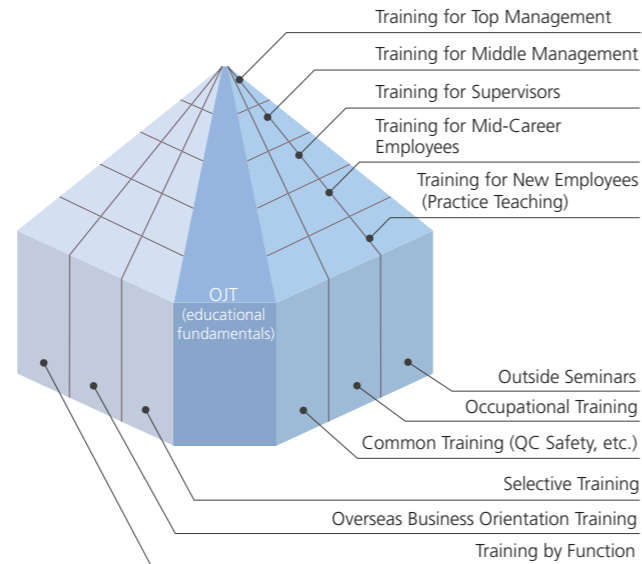 Training for Top Management
Training for Middle Management
Training for Supervisors
Training for Mid-Career
Employees
Training for New Employees
(Practice Teaching)
OJT
(educational
fundamentals)
Outside Seminars
Occupational Training
Common Training (QC Safety, etc.)
Selective Training
Overseas Business Orientation Training
Training by Function